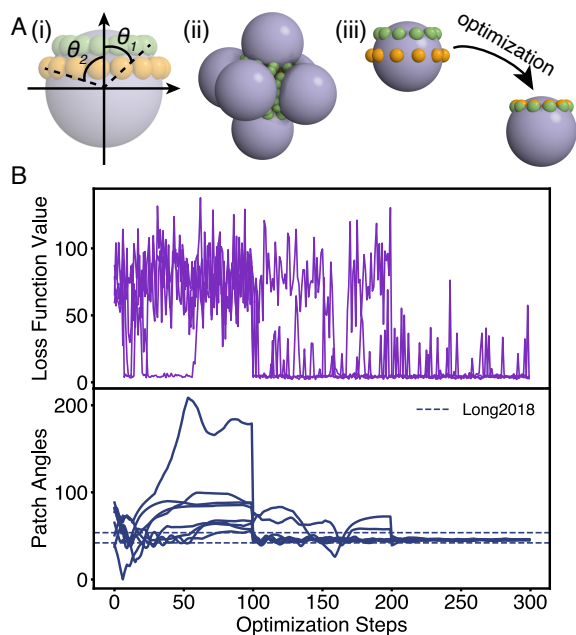 A (i) (ii) (iii)
θ2 θ1
optimization
B
Loss Function Value
100
50
0
Patch Angles
200
100
0
Long2018
0 50 100 150 200 250 300
Optimization Steps